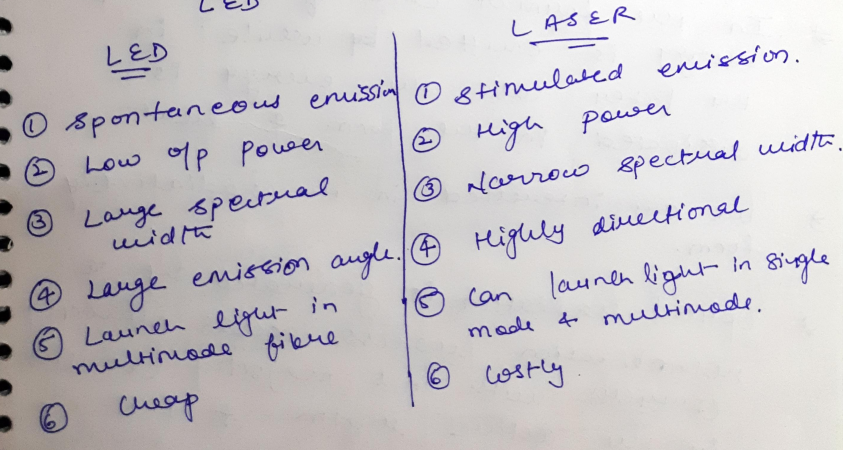 LED
LED
① Spontaneous emission
② Low o/p power
③ Large spectral
width
④ Large emission angle.
⑤ Launch light in
multimode fibre
⑥ Cheap
LASER
① Stimulated emission.
② High power
③ Narrow spectral width.
④ Highly directional
⑤ Can launch light in single
mode & multimode.
⑥ Costly.